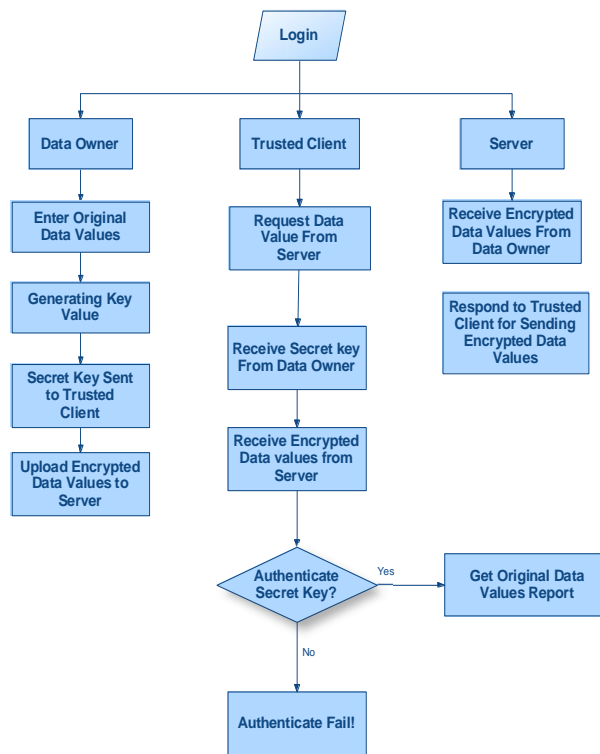 Login
Data Owner
Trusted Client
Server
Enter Original
Data Values
Request Data
Value From
Server
Receive Encrypted
Data Values From
Data Owner
Generating Key
Value
Respond to Trusted
Client for Sending
Encrypted Data
Values
Receive Secret key
From Data Owner
Secret Key Sent
to Trusted
Client
Receive Encrypted
Data values from
Server
Upload Encrypted
Data Values to
Server
Authenticate
Secret Key?
Yes
Get Original Data
Values Report
No
Authenticate Fail!